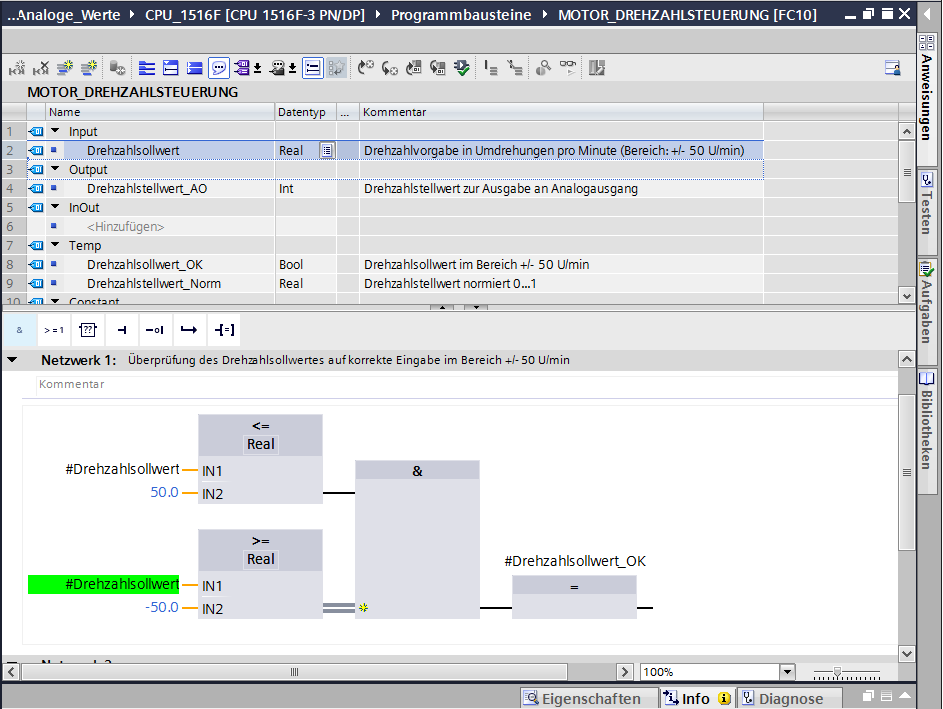 ..Analoge_Werte ▸ CPU_1516F [CPU 1516F-3 PN/DP] ▸ Programmbausteine ▸ MOTOR_DREHZAHLSTEUERUNG [FC10]
MOTOR_DREHZAHLSTEUERUNG
Name Datentyp ... Kommentar
1 Input
2 Drehzahlsollwert Real Drehzahlvorgabe in Umdrehungen pro Minute (Bereich: +/- 50 U/min)
3 Output
4 Drehzahlstellwert_AO Int Drehzahlstellwert zur Ausgabe an Analogausgang
5 InOut
6 <Hinzufügen>
7 Temp
8 Drehzahlsollwert_OK Bool Drehzahlsollwert im Bereich +/- 50 U/min
9 Drehzahlstellwert_Norm Real Drehzahlstellwert normiert 0...1
10 Constant
& >=1 ?? ⊣ -o| ↦ -[=]
Netzwerk 1: Überprüfung des Drehzahlsollwertes auf korrekte Eingabe im Bereich +/- 50 U/min
Kommentar
<=
Real
#Drehzahlsollwert IN1
50.0 IN2
&
>=
Real
#Drehzahlsollwert IN1
-50.0 IN2
#Drehzahlsollwert_OK
=
100%
Eigenschaften Info Diagnose
Anweisungen
Testen
Aufgaben
Bibliotheken